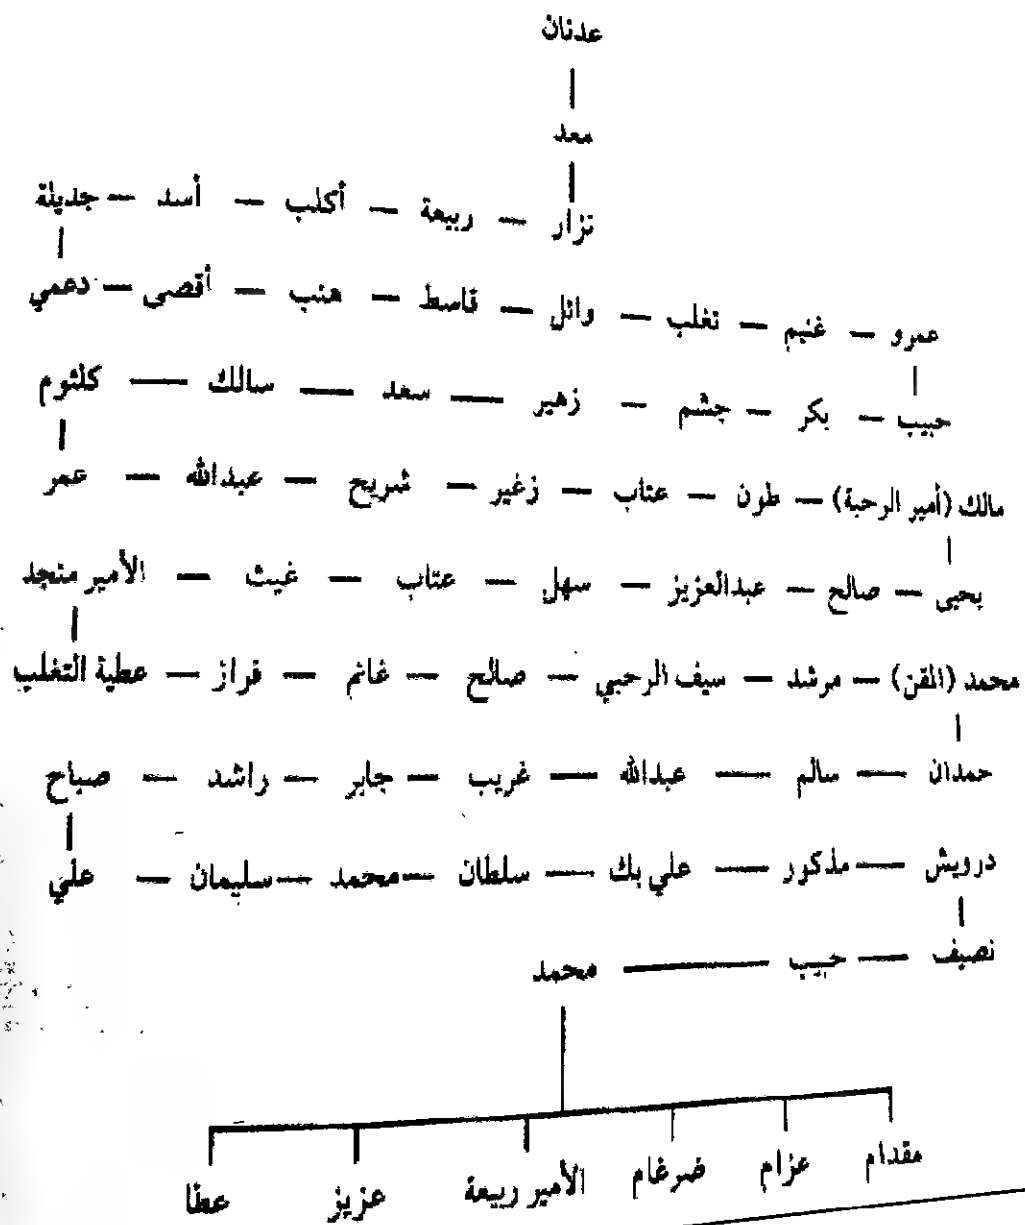 عدنان
معد
نزار – ربيعة – أكلب – أسد – جديلة
عمرو – غنيم – تغلب – وائل – قاسط – هنب – أقصى – دعمي
حبيب – بكر – جشم – زهير – سعد – سالك – كلثوم
مالك (أمير الرحبة) – طون – عتاب – زغير – شريح – عبدالله – عمر
يحيى – صالح – عبدالعزيز – سهل – عتاب – غيث – الأمير منجد
محمد (المقن) – مرشد – سيف الرحبي – صالح – غانم – قراز – عطية التغلب
حمدان – سالم – عبدالله – غريب – جابر – راشد – صباح
درويش – مذكور – علي بك – سلطان – محمد – سليمان – علي
نصيف – حبيب – محمد
مقدام عزام ضرغام الأمير ربيعة عزيز عطا